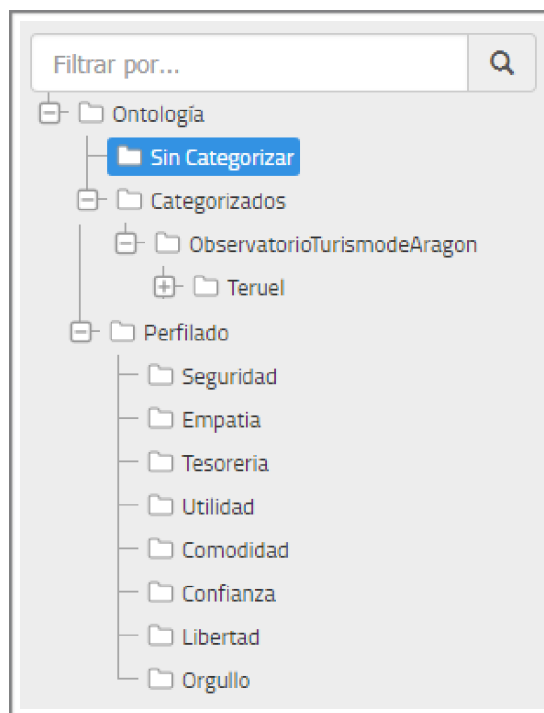 Filtrar por...
Ontología
Sin Categorizar
Categorizados
ObservatorioTurismodeAragon
Teruel
Perfilado
Seguridad
Empatia
Tesoreria
Utilidad
Comodidad
Confianza
Libertad
Orgullo